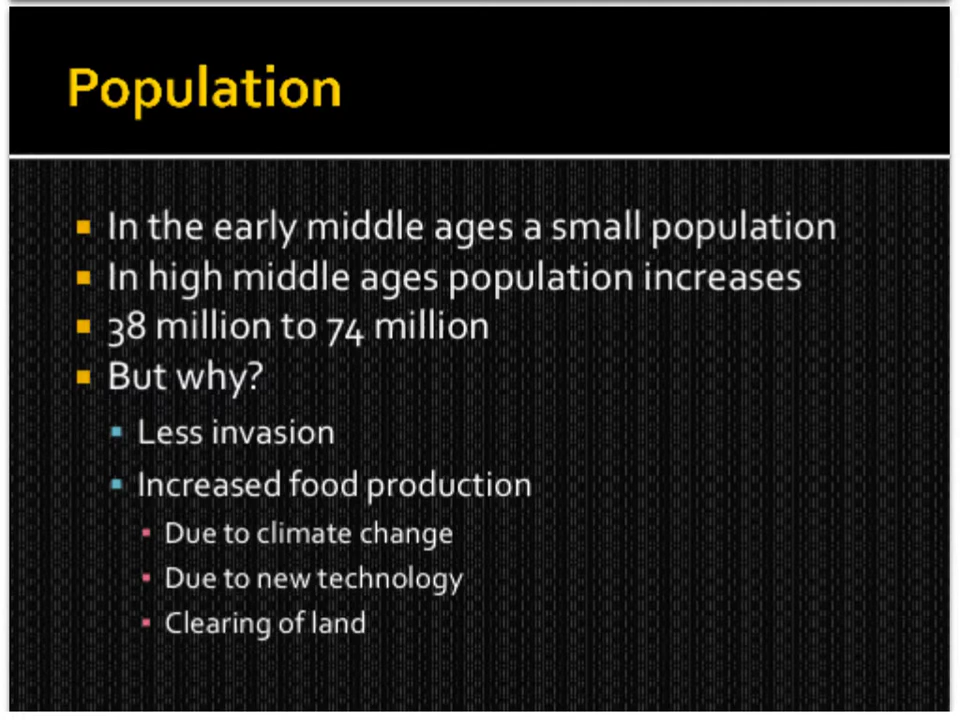 Population
In the early middle ages a small population
In high middle ages population increases
38 million to 74 million
But why?
Less invasion
Increased food production
Due to climate change
Due to new technology
Clearing of land